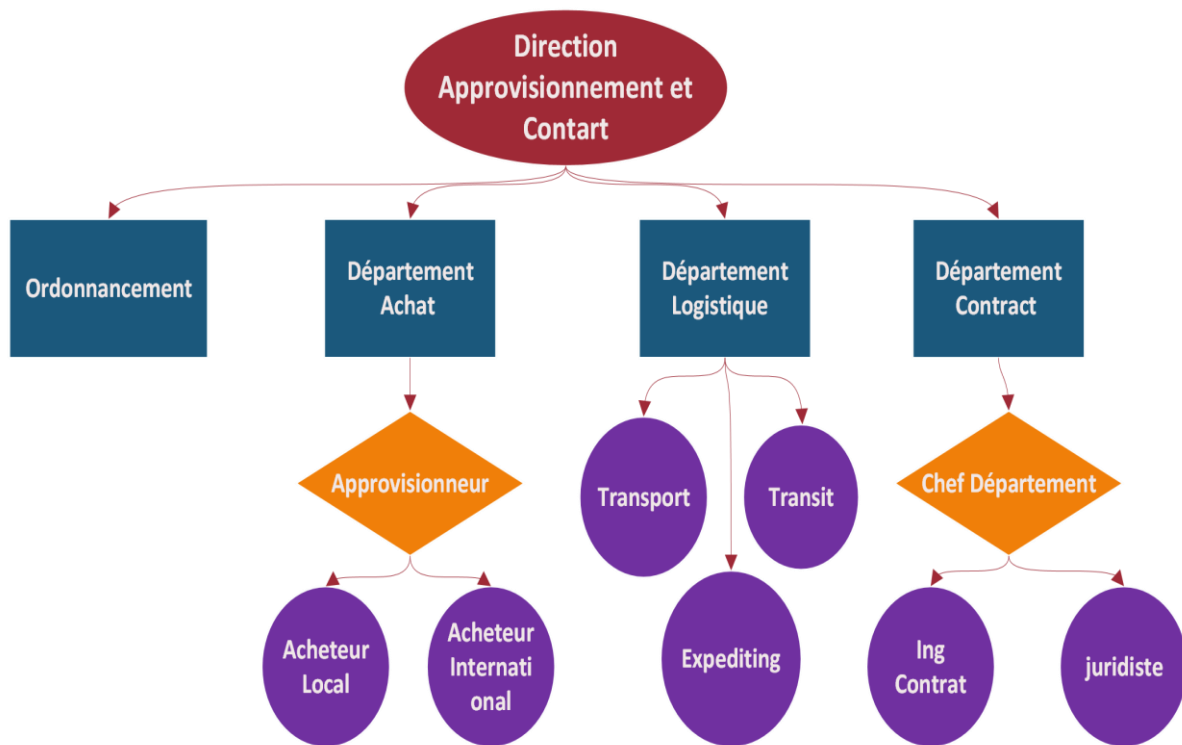 Direction
Approvisionnement et
Contart
Ordonnancement
Département
Achat
Département
Logistique
Département
Contract
Approvisionneur
Transport
Transit
Chef Département
Acheteur
Local
Acheteur
Internati
onal
Expediting
Ing
Contrat
juridiste